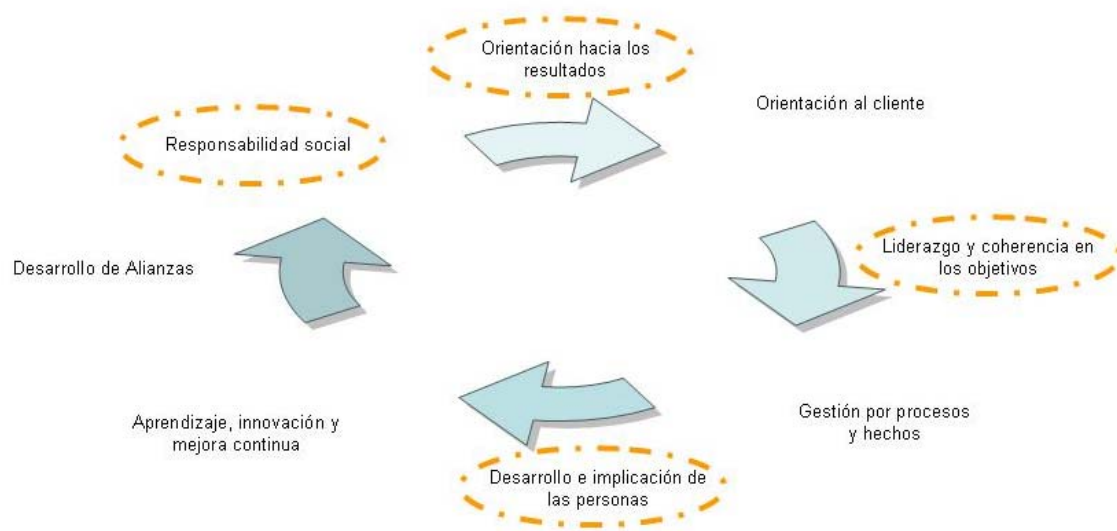 Orientación hacia los
resultados
Orientación al cliente
Responsabilidad social
Liderazgo y coherencia en
los objetivos
Desarrollo de Alianzas
Gestión por procesos
y hechos
Aprendizaje, innovación y
mejora continua
Desarrollo e implicación de
las personas